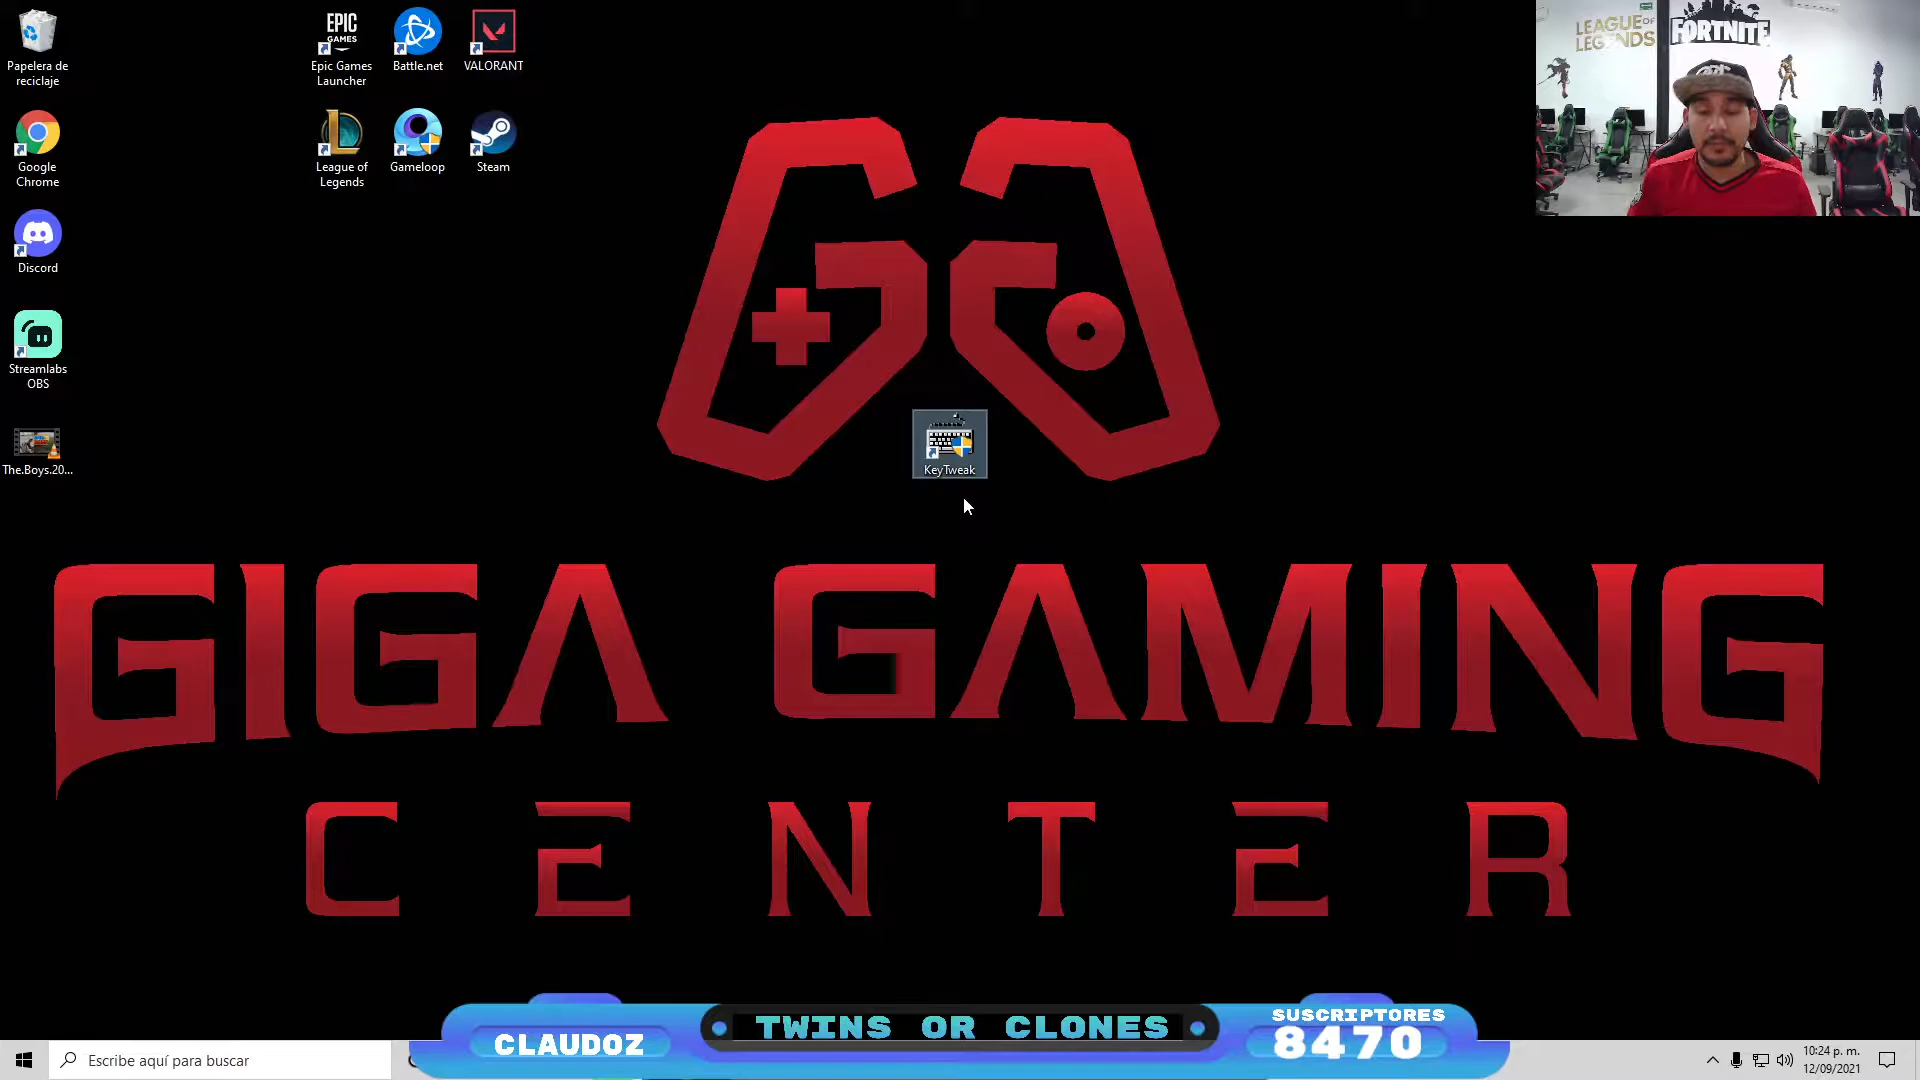 Papelera de
reciclaje
EPIC
GAMES
Epic Games
Launcher
Battle.net
VALORANT
Google
Chrome
League of
Legends
Gameloop
Steam
Discord
Streamlabs
OBS
The.Boys.20...
LEAGUE OF
LEGENDS
FORTNITE
KeyTweak
GIGA GAMING
CENTER
CLAUDOZ
TWINS OR CLONES
SUSCRIPTORES
8470
Escribe aquí para buscar
10:24 p. m.
12/09/2021